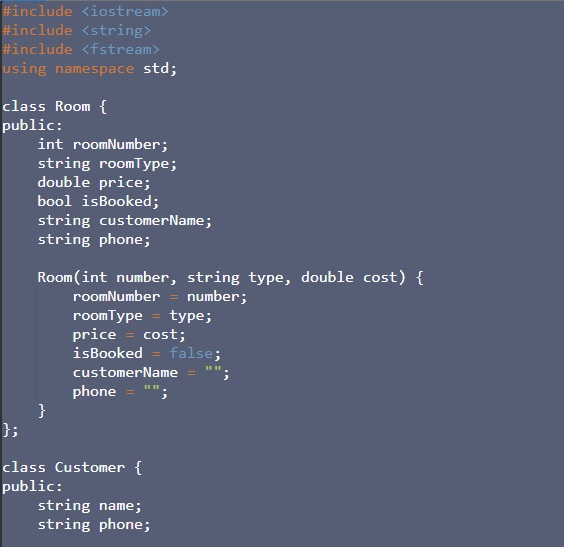 #include <iostream>
#include <string>
#include <fstream>
using namespace std;

class Room {
public:
    int roomNumber;
    string roomType;
    double price;
    bool isBooked;
    string customerName;
    string phone;

    Room(int number, string type, double cost) {
        roomNumber = number;
        roomType = type;
        price = cost;
        isBooked = false;
        customerName = "";
        phone = "";
    }
};

class Customer {
public:
    string name;
    string phone;